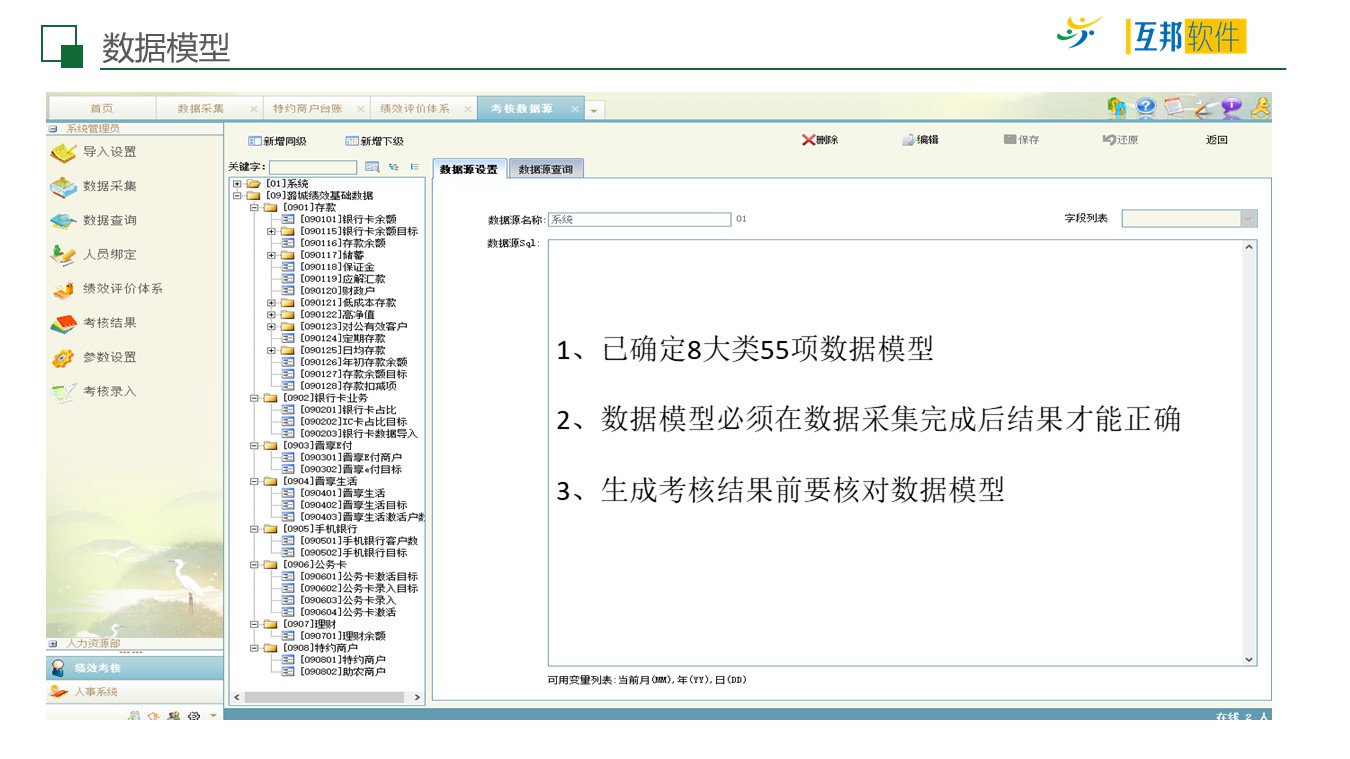 数据模型
互邦软件
首页
数据采集
特约商户台账
绩效评价体系
考核数据源
系统管理员
导入设置
数据采集
数据查询
人员绑定
绩效评价体系
考核结果
参数设置
考核录入
人力资源部
绩效考核
人事系统
新增同级 新增下级
删除 编辑 保存 还原 返回
关键字:
[01]系统
[09]潞城绩效基础数据
[0901]存款
[090101]银行卡余额
[090115]银行卡余额目标
[090116]存款余额
[090117]储蓄
[090118]保证金
[090119]应解汇款
[090120]财政户
[090121]低成本存款
[090122]高净值
[090123]对公有效客户
[090124]定期存款
[090125]日均存款
[090126]年初存款余额
[090127]存款余额目标
[090128]存款扣减项
[0902]银行卡业务
[090201]银行卡占比
[090202]IC卡占比目标
[090203]银行卡数据导入
[0903]晋享E付
[090301]晋享E付商户
[090302]晋享e付目标
[0904]晋享生活
[090401]晋享生活
[090402]晋享生活目标
[090403]晋享生活激活户数
[0905]手机银行
[090501]手机银行客户数
[090502]手机银行目标
[0906]公务卡
[090601]公务卡激活目标
[090602]公务卡录入目标
[090603]公务卡录入
[090604]公务卡激活
[0907]理财
[090701]理财余额
[0908]特约商户
[090801]特约商户
[090802]助农商户
数据源设置 数据源查询
数据源名称: 系统 01 字段列表
数据源Sql:
1、已确定8大类55项数据模型
2、数据模型必须在数据采集完成后结果才能正确
3、生成考核结果前要核对数据模型
可用变量列表:当前月(MM),年(YY),日(DD)
在线 2 人